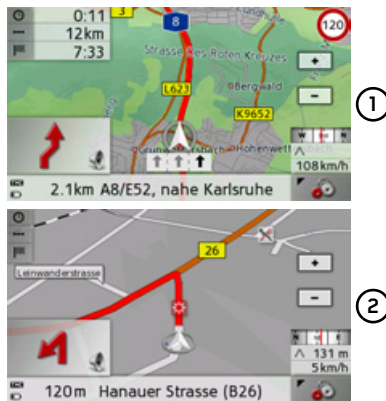 0:11
3
8
120
12km
7:33
Strasse des Roten Kreuzes
Bergwald
L623
K9652
1
Hohenwett
W N
108km/h
2.1km A8/E52, nahe Karlsruhe
26
Leinwanderstrasse
2
131 m
5km/h
120m Hanauer Strasse (B26)